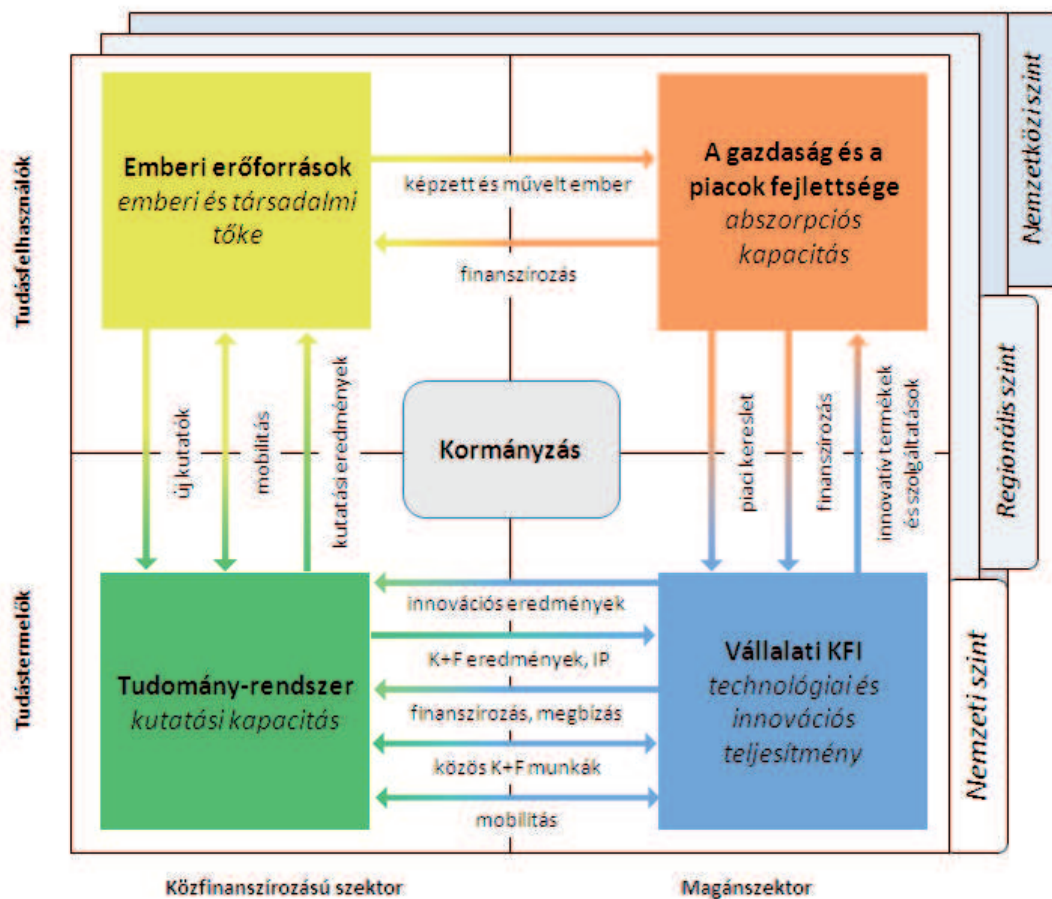 Emberi erőforrások
emberi és társadalmi
tőke
képzett és művelt ember
finanszírozás
A gazdaság és a
piacok fejlettsége
abszorpciós
kapacitás
Nemzetközi szint
Tudásfelhasználók
új kutatók
mobilitás
kutatási eredmények
Kormányzás
piaci kereslet
finanszírozás
innovatív termékek
és szolgáltatások
Regionális szint
Tudástermelők
Tudomány-rendszer
kutatási kapacitás
innovációs eredmények
K+F eredmények, IP
finanszírozás, megbízás
közös K+F munkák
mobilitás
Vállalati KFI
technológiai és
innovációs
teljesítmény
Nemzeti szint
Közfinanszírozású szektor
Magánszektor